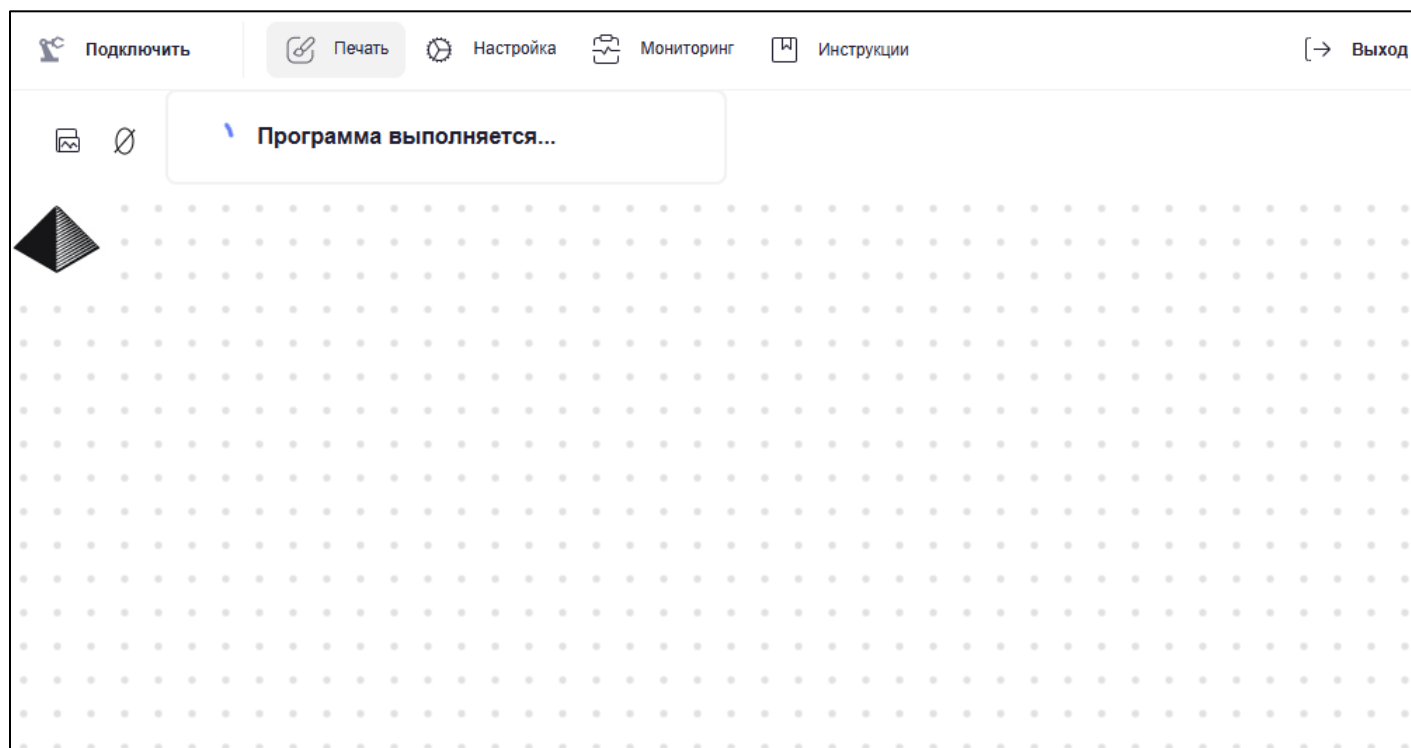 Подключить Печать Настройка Мониторинг Инструкции Выход
Программа выполняется...